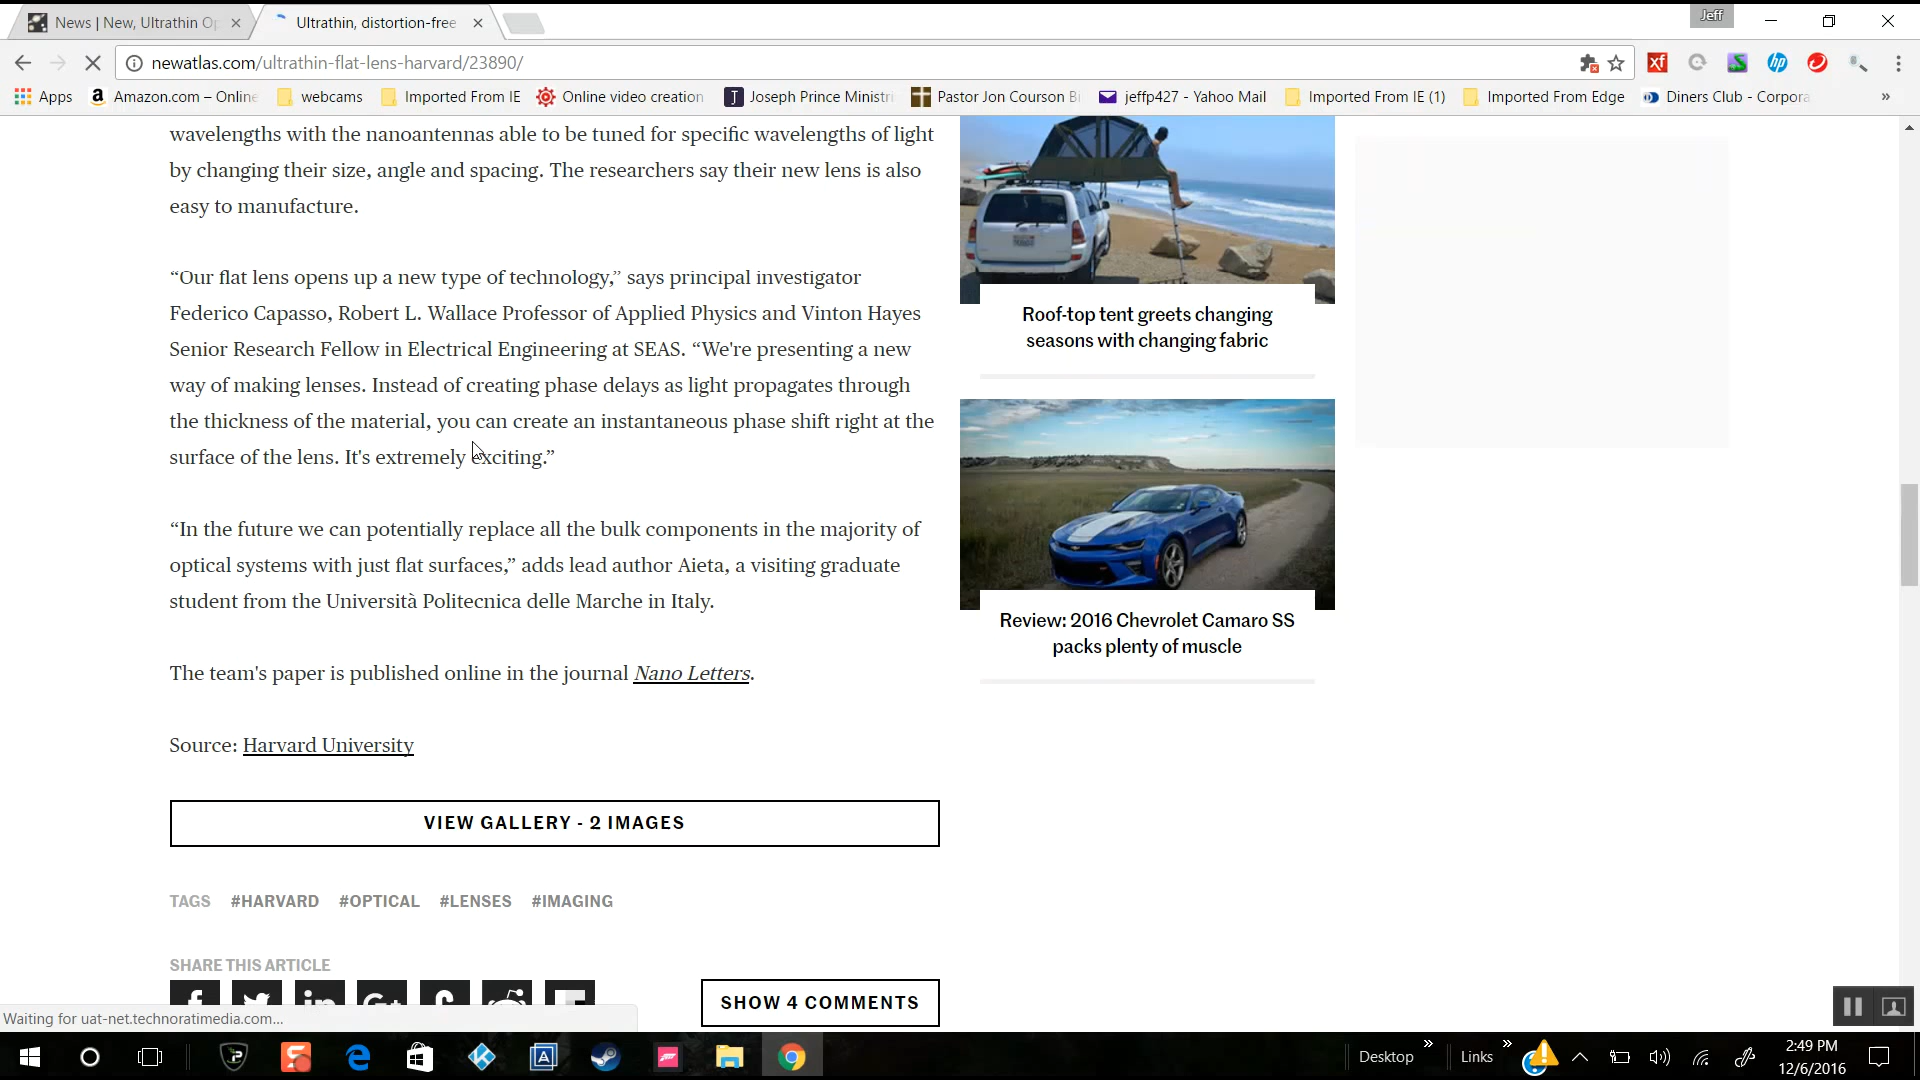 News | New, Ultrathin Op
Ultrathin, distortion-free
Jeff
newatlas.com/ultrathin-flat-lens-harvard/23890/
Apps
Amazon.com – Online
webcams
Imported From IE
Online video creation
Joseph Prince Ministri
Pastor Jon Courson Bi
jeffp427 - Yahoo Mail
Imported From IE (1)
Imported From Edge
Diners Club - Corpora
»
wavelengths with the nanoantennas able to be tuned for specific wavelengths of light
by changing their size, angle and spacing. The researchers say their new lens is also
easy to manufacture.
“Our flat lens opens up a new type of technology,” says principal investigator
Federico Capasso, Robert L. Wallace Professor of Applied Physics and Vinton Hayes
Senior Research Fellow in Electrical Engineering at SEAS. “We're presenting a new
way of making lenses. Instead of creating phase delays as light propagates through
the thickness of the material, you can create an instantaneous phase shift right at the
surface of the lens. It's extremely exciting.”
“In the future we can potentially replace all the bulk components in the majority of
optical systems with just flat surfaces,” adds lead author Aieta, a visiting graduate
student from the Università Politecnica delle Marche in Italy.
The team's paper is published online in the journal Nano Letters.
Source: Harvard University
VIEW GALLERY - 2 IMAGES
TAGS #HARVARD #OPTICAL #LENSES #IMAGING
SHARE THIS ARTICLE
SHOW 4 COMMENTS
Roof-top tent greets changing
seasons with changing fabric
Review: 2016 Chevrolet Camaro SS
packs plenty of muscle
Waiting for uat-net.technoratimedia.com...
Desktop »
Links »
2:49 PM
12/6/2016